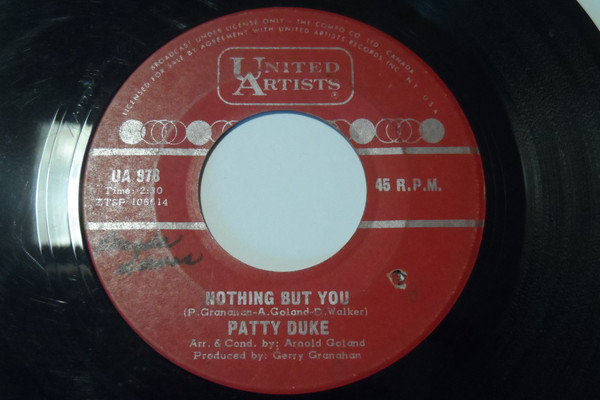 BROADCAST UNDER LICENSE ONLY - THE COMPO CO. LTD. CANADA
LICENSED FOR SALE BY AGREEMENT WITH UNITED ARTISTS RECORDS INC. N.Y. U.S.A.
UNITED
ARTISTS®
UA 978
Time: 2:30
ZTSP 106614
45 R.P.M.
NOTHING BUT YOU
(P. Granahan-A. Goland-D. Walker)
PATTY DUKE
Arr. & Cond. by: Arnold Goland
Produced by: Gerry Granahan